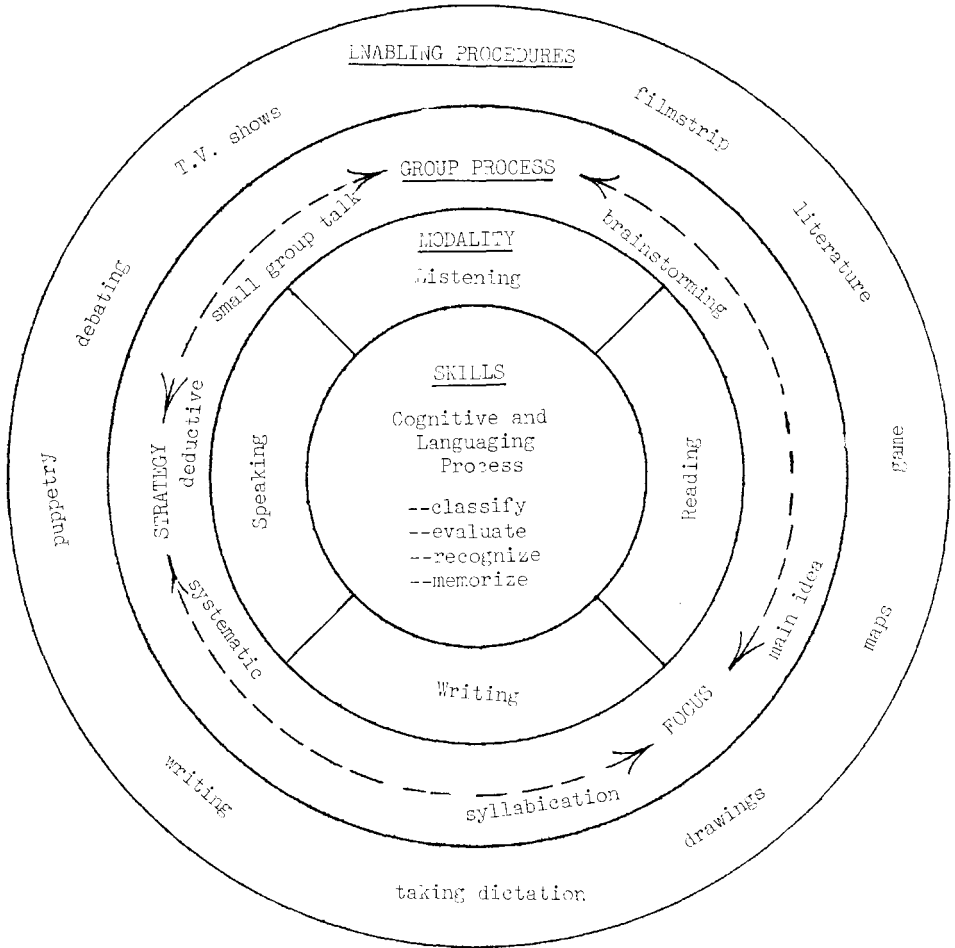 ENABLING PROCEDURES
T.V. shows
filmstrip
literature
game
maps
drawings
taking dictation
writing
puppetry
debating
GROUP PROCESS
small group talk
brainstorming
STRATEGY
deductive
systematic
syllabication
FOCUS
main idea
MODALITY
Listening
Speaking
Reading
Writing
SKILLS
Cognitive and
Languaging
Process
--classify
--evaluate
--recognize
--memorize